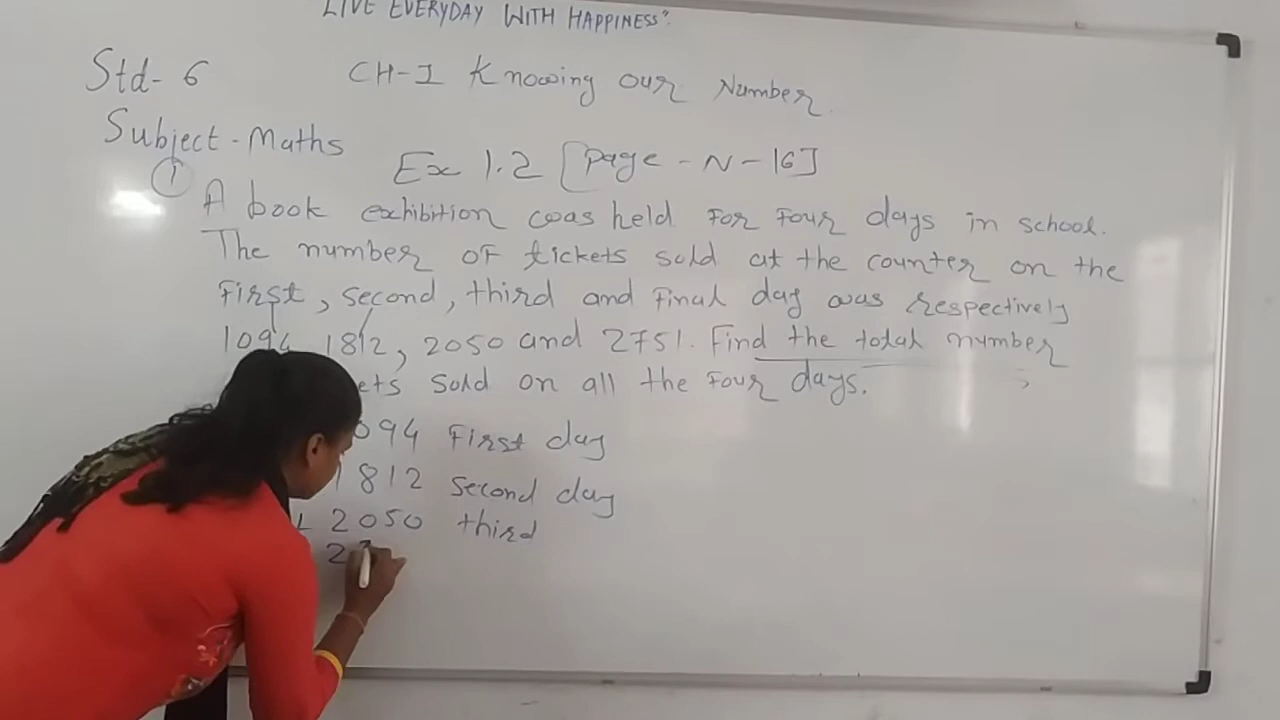 LIVE EVERYDAY WITH HAPPINESS".
Std- 6 CH-I Knowing our Number
Subject - Maths
Ex 1.2 [Page - N - 16]
① A book exhibition was held for four days in school.
The number of tickets sold at the counter on the
First, second, third and Final day was respectively
1094 1812, 2050 and 2751. Find the total number
sold on all the Four days.
094 First day
1812 Second day
+ 2050 third
2